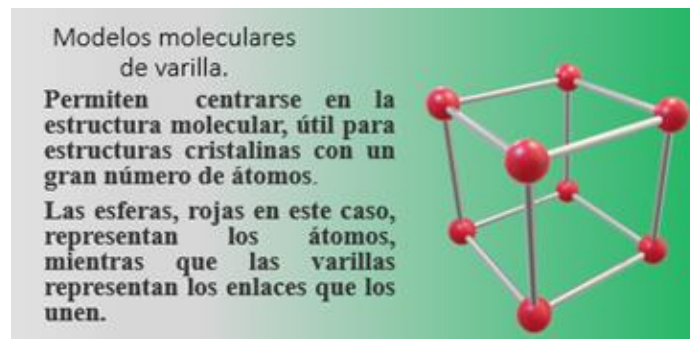 Modelos moleculares
de varilla.
Permiten centrarse en la
estructura molecular, útil para
estructuras cristalinas con un
gran número de átomos.
Las esferas, rojas en este caso,
representan los átomos,
mientras que las varillas
representan los enlaces que los
unen.